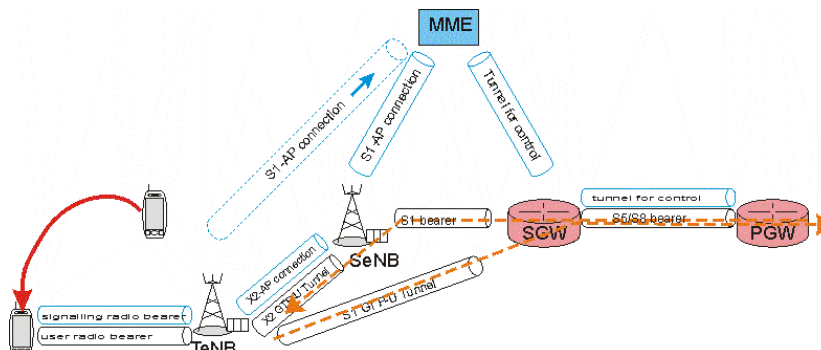 MME
S1-AP connection
S1-AP connection
Tunnel for control
tunnel for control
S1 bearer
SGW
S5/S8 bearer
PGW
SeNB
X2-AP connection
X2 GTP-U Tunnel
S1 GTP-U Tunnel
signalling radio bearer
user radio bearer
TeNB